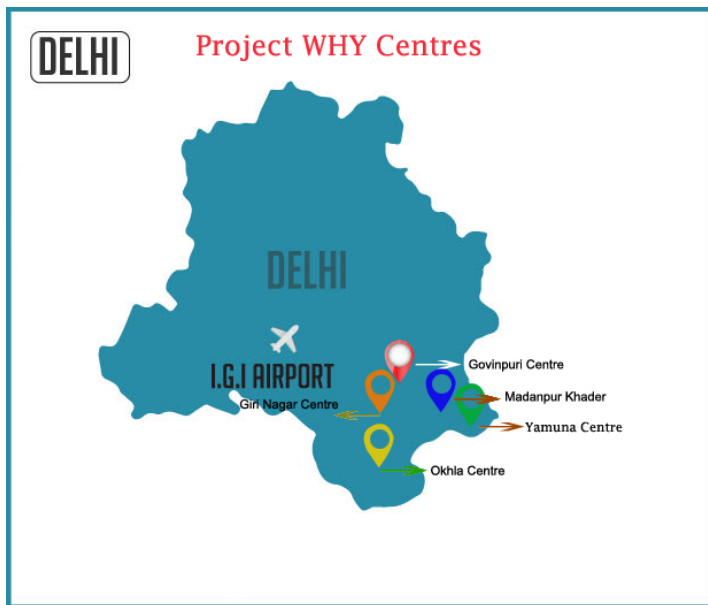 DELHI
Project WHY Centres
DELHI
I.G.I AIRPORT
Govinpuri Centre
Madanpur Khader
Giri Nagar Centre
Yamuna Centre
Okhla Centre